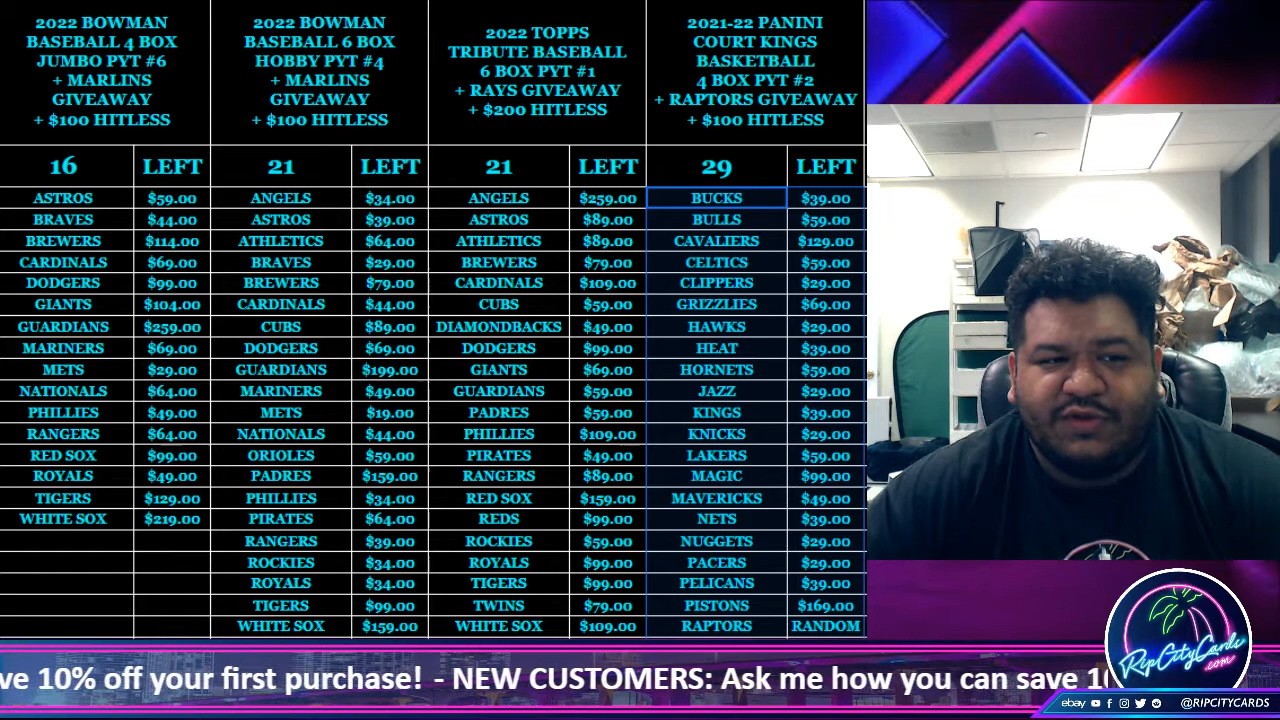 2022 BOWMAN
BASEBALL 4 BOX
JUMBO PYT #6
+ MARLINS
GIVEAWAY
+ $100 HITLESS
16 LEFT
ASTROS $59.00
BRAVES $44.00
BREWERS $114.00
CARDINALS $69.00
DODGERS $99.00
GIANTS $104.00
GUARDIANS $259.00
MARINERS $69.00
METS $29.00
NATIONALS $64.00
PHILLIES $49.00
RANGERS $64.00
RED SOX $99.00
ROYALS $49.00
TIGERS $129.00
WHITE SOX $219.00
2022 BOWMAN
BASEBALL 6 BOX
HOBBY PYT #4
+ MARLINS
GIVEAWAY
+ $100 HITLESS
21 LEFT
ANGELS $34.00
ASTROS $39.00
ATHLETICS $64.00
BRAVES $29.00
BREWERS $79.00
CARDINALS $44.00
CUBS $89.00
DODGERS $69.00
GUARDIANS $199.00
MARINERS $49.00
METS $19.00
NATIONALS $44.00
ORIOLES $59.00
PADRES $159.00
PHILLIES $34.00
PIRATES $64.00
RANGERS $39.00
ROCKIES $34.00
ROYALS $34.00
TIGERS $99.00
WHITE SOX $159.00
2022 TOPPS
TRIBUTE BASEBALL
6 BOX PYT #1
+ RAYS GIVEAWAY
+ $200 HITLESS
21 LEFT
ANGELS $259.00
ASTROS $89.00
ATHLETICS $89.00
BREWERS $79.00
CARDINALS $109.00
CUBS $59.00
DIAMONDBACKS $49.00
DODGERS $99.00
GIANTS $69.00
GUARDIANS $59.00
PADRES $59.00
PHILLIES $109.00
PIRATES $49.00
RANGERS $89.00
RED SOX $159.00
REDS $99.00
ROCKIES $59.00
ROYALS $99.00
TIGERS $99.00
TWINS $79.00
WHITE SOX $109.00
2021-22 PANINI
COURT KINGS
BASKETBALL
4 BOX PYT #2
+ RAPTORS GIVEAWAY
+ $100 HITLESS
29 LEFT
BUCKS $39.00
BULLS $59.00
CAVALIERS $129.00
CELTICS $59.00
CLIPPERS $29.00
GRIZZLIES $69.00
HAWKS $29.00
HEAT $39.00
HORNETS $59.00
JAZZ $29.00
KINGS $39.00
KNICKS $29.00
LAKERS $59.00
MAGIC $99.00
MAVERICKS $49.00
NETS $39.00
NUGGETS $29.00
PACERS $29.00
PELICANS $39.00
PISTONS $169.00
RAPTORS RANDOM
ve 10% off your first purchase! - NEW CUSTOMERS: Ask me how you can save 10
RipCityCards
.com
ebay @RIPCITYCARDS